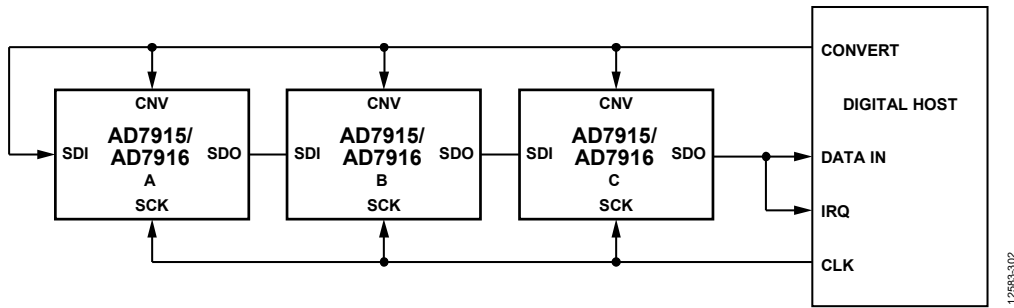 CONVERT
CNV
CNV
CNV
DIGITAL HOST
AD7915/
AD7916
AD7915/
AD7916
AD7915/
AD7916
SDI
SDO
SDI
SDO
SDI
SDO
DATA IN
A
B
C
SCK
SCK
SCK
IRQ
CLK
12583-302